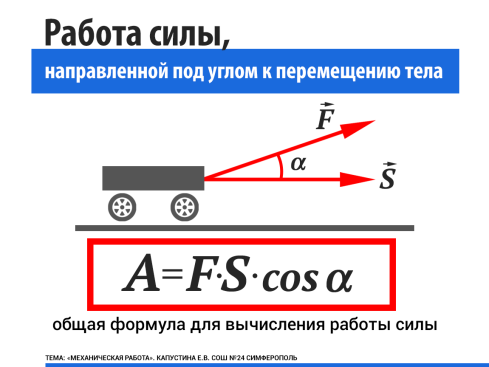 Работа силы,
направленной под углом к перемещению тела
F
α
S
A=F·S·cos α
общая формула для вычисления работы силы
ТЕМА: «МЕХАНИЧЕСКАЯ РАБОТА». КАПУСТИНА Е.В. СОШ №24 СИМФЕРОПОЛЬ